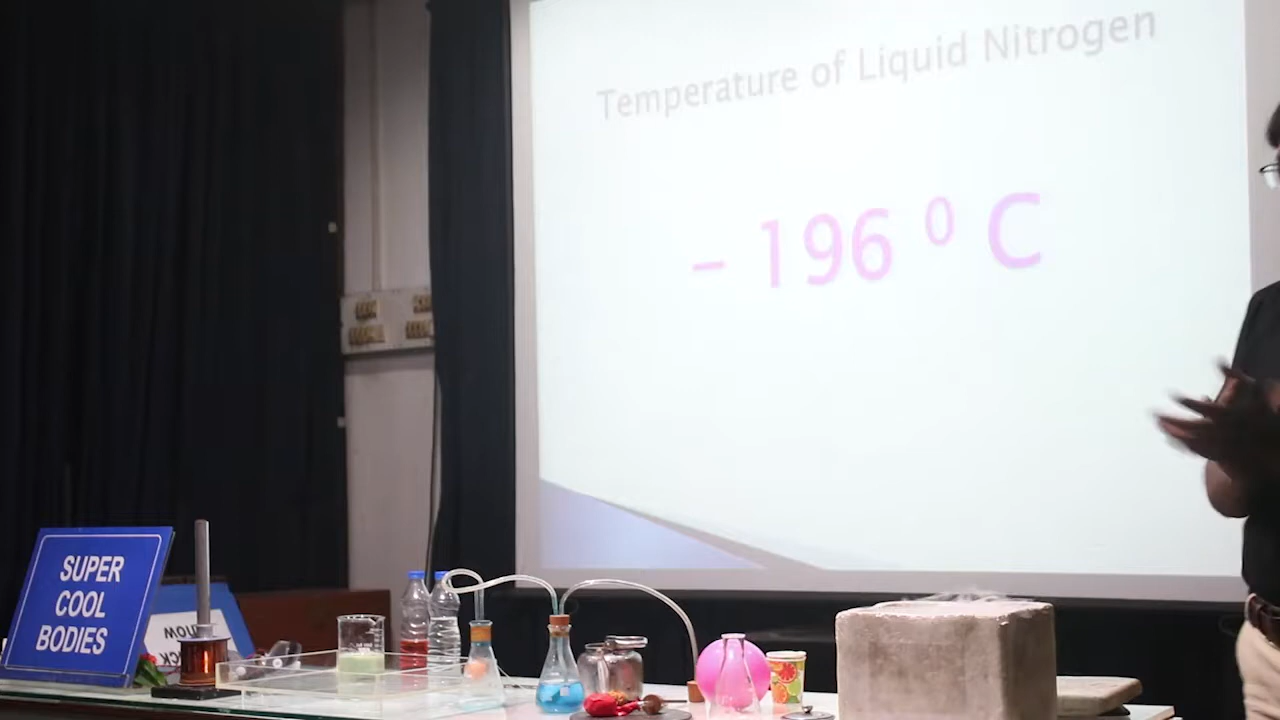 Temperature of Liquid Nitrogen
– 196 ⁰ C
SUPER
COOL
BODIES